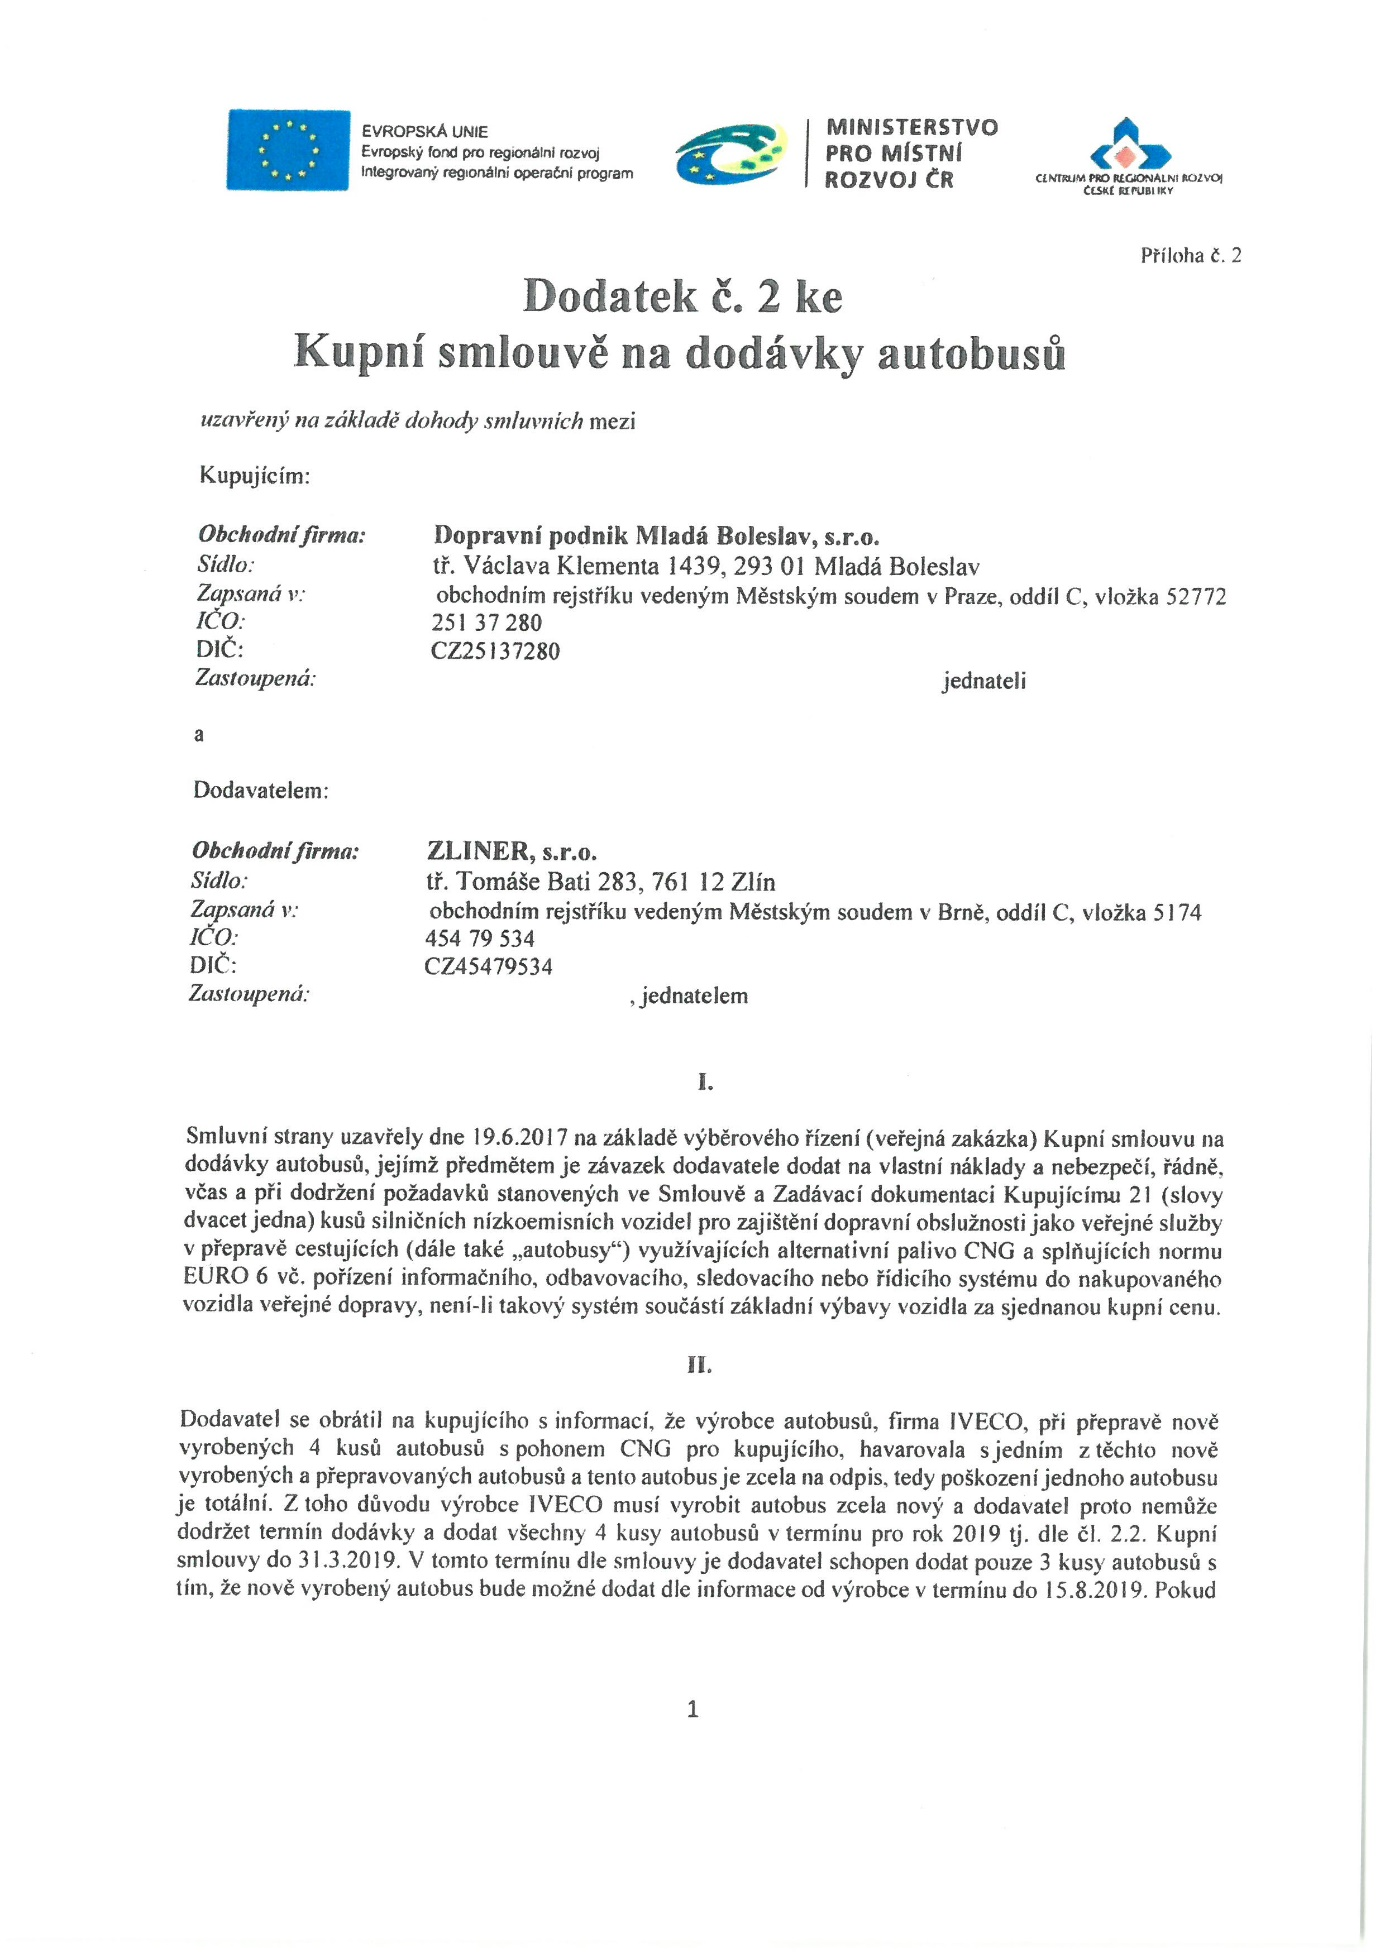 EVROPSKÁ UNIE
Evropský fond pro regionální rozvoj
Integrovaný regionální operační program
MINISTERSTVO
PRO MÍSTNÍ
ROZVOJ ČR
CENTRUM PRO REGIONÁLNÍ ROZVOJ
ČESKÉ REPUBLIKY
Příloha č. 2
Dodatek č. 2 ke
Kupní smlouvě na dodávky autobusů
uzavřený na základě dohody smluvních mezi
Kupujícím:
Obchodní firma: Dopravní podnik Mladá Boleslav, s.r.o.
Sídlo: tř. Václava Klementa 1439, 293 01 Mladá Boleslav
Zapsaná v: obchodním rejstříku vedeným Městským soudem v Praze, oddíl C, vložka 52772
IČO: 251 37 280
DIČ: CZ25137280
Zastoupená: jednateli
a
Dodavatelem:
Obchodní firma: ZLINER, s.r.o.
Sídlo: tř. Tomáše Bati 283, 761 12 Zlín
Zapsaná v: obchodním rejstříku vedeným Městským soudem v Brně, oddíl C, vložka 5174
IČO: 454 79 534
DIČ: CZ45479534
Zastoupená: , jednatelem
I.
Smluvní strany uzavřely dne 19.6.2017 na základě výběrového řízení (veřejná zakázka) Kupní smlouvu na
dodávky autobusů, jejímž předmětem je závazek dodavatele dodat na vlastní náklady a nebezpečí, řádně,
včas a při dodržení požadavků stanovených ve Smlouvě a Zadávací dokumentaci Kupujícímu 21 (slovy
dvacet jedna) kusů silničních nízkoemisních vozidel pro zajištění dopravní obslužnosti jako veřejné služby
v přepravě cestujících (dále také „autobusy“) využívajících alternativní palivo CNG a splňujících normu
EURO 6 vč. pořízení informačního, odbavovacího, sledovacího nebo řídicího systému do nakupovaného
vozidla veřejné dopravy, není-li takový systém součástí základní výbavy vozidla za sjednanou kupní cenu.
II.
Dodavatel se obrátil na kupujícího s informací, že výrobce autobusů, firma IVECO, při přepravě nově
vyrobených 4 kusů autobusů s pohonem CNG pro kupujícího, havarovala s jedním z těchto nově
vyrobených a přepravovaných autobusů a tento autobus je zcela na odpis, tedy poškození jednoho autobusu
je totální. Z toho důvodu výrobce IVECO musí vyrobit autobus zcela nový a dodavatel proto nemůže
dodržet termín dodávky a dodat všechny 4 kusy autobusů v termínu pro rok 2019 tj. dle čl. 2.2. Kupní
smlouvy do 31.3.2019. V tomto termínu dle smlouvy je dodavatel schopen dodat pouze 3 kusy autobusů s
tím, že nově vyrobený autobus bude možné dodat dle informace od výrobce v termínu do 15.8.2019. Pokud
1